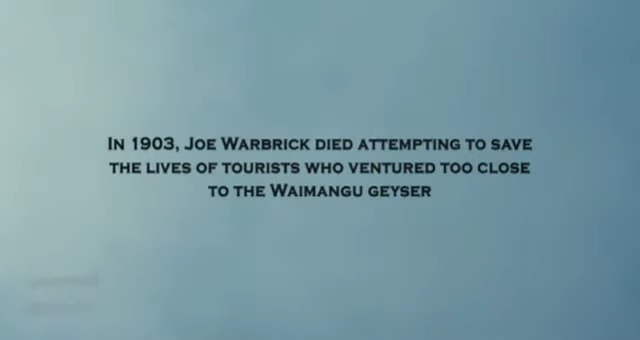 In 1903, Joe Warbrick died attempting to save
the lives of tourists who ventured too close
to the Waimangu geyser